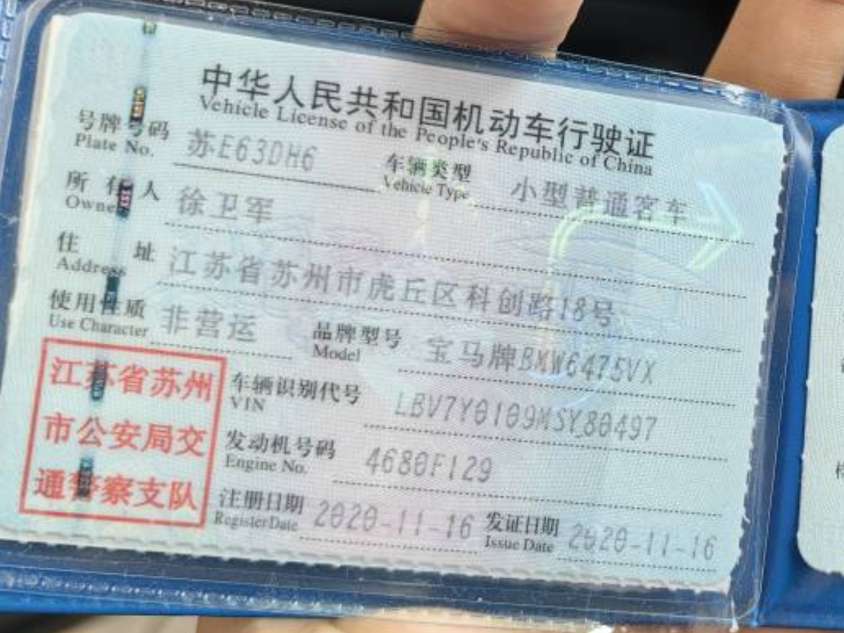 中华人民共和国机动车行驶证
Vehicle License of the People's Republic of China
号牌号码 苏E63DH6 车辆类型 小型普通客车
Plate No. Vehicle Type
所有人 徐卫军
Owner
住址 江苏省苏州市虎丘区科创路18号
Address
使用性质 非营运 品牌型号 宝马牌BMW6475VX
Use Character Model
江苏省苏州
市公安局交
通警察支队
车辆识别代号 LBV7Y0109MSY80497
VIN
发动机号码 4680F129
Engine No.
注册日期 2020-11-16 发证日期 2020-11-16
Register Date Issue Date